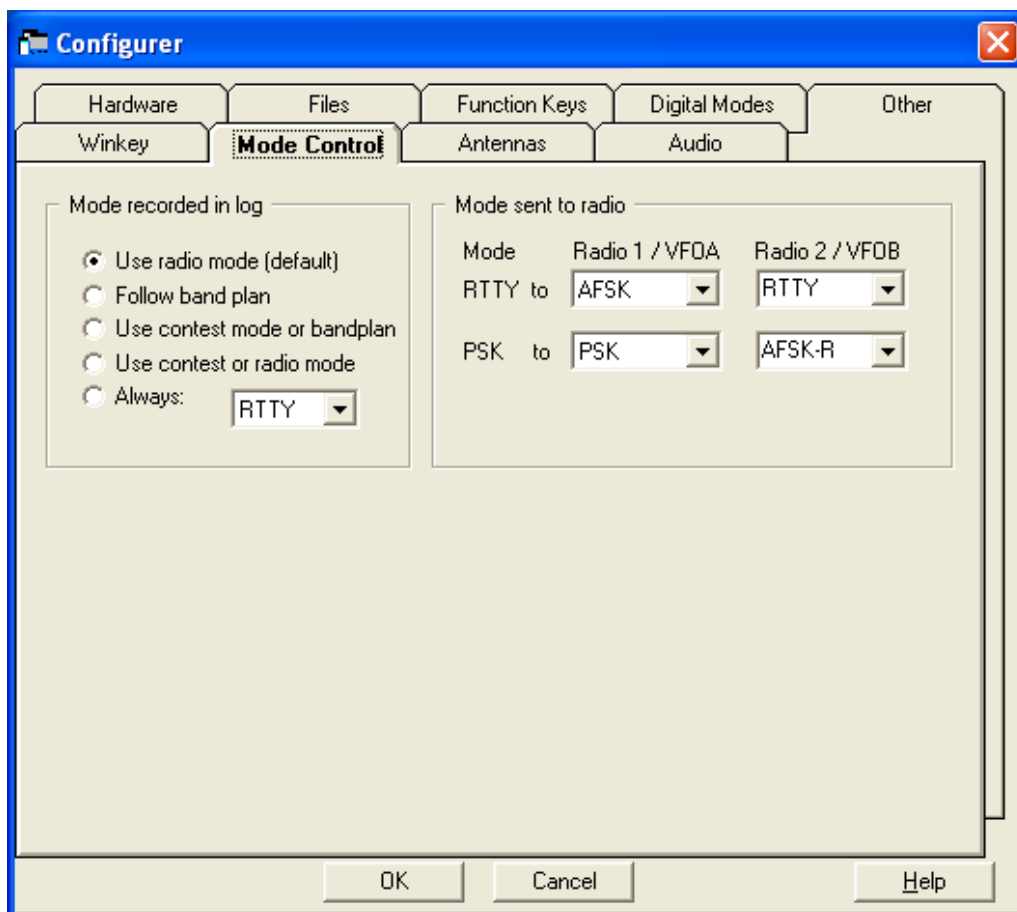 Configurer
Hardware Files Function Keys Digital Modes Other
Winkey Mode Control Antennas Audio
Mode recorded in log
Use radio mode (default)
Follow band plan
Use contest mode or bandplan
Use contest or radio mode
Always: RTTY
Mode sent to radio
Mode Radio 1 / VFOA Radio 2 / VFOB
RTTY to AFSK RTTY
PSK to PSK AFSK-R
OK Cancel Help